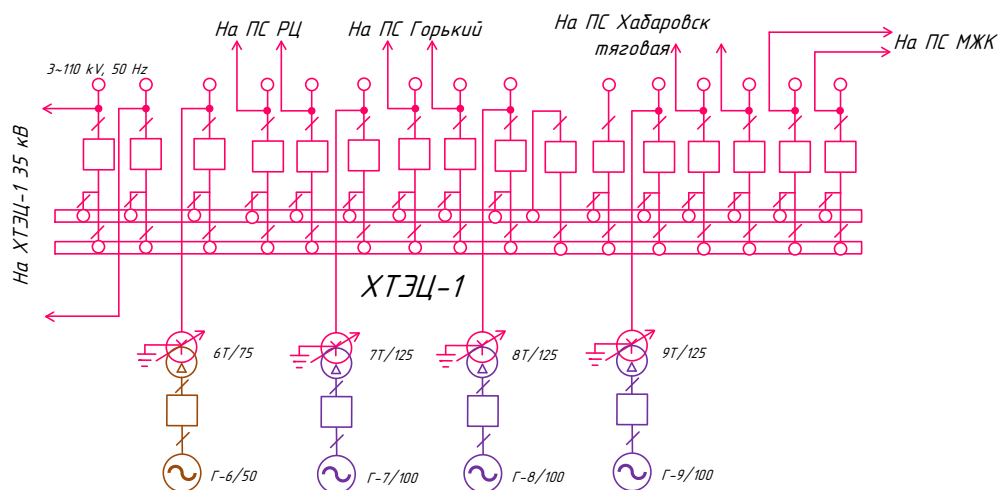 На ПС РЦ
На ПС Горький
На ПС Хабаровск
тяговая
На ПС МЖК
3~110 kV, 50 Hz
На ХТЭЦ-1 35 кВ
ХТЭЦ-1
6Т/75
7Т/125
8Т/125
9Т/125
Г-6/50
Г-7/100
Г-8/100
Г-9/100